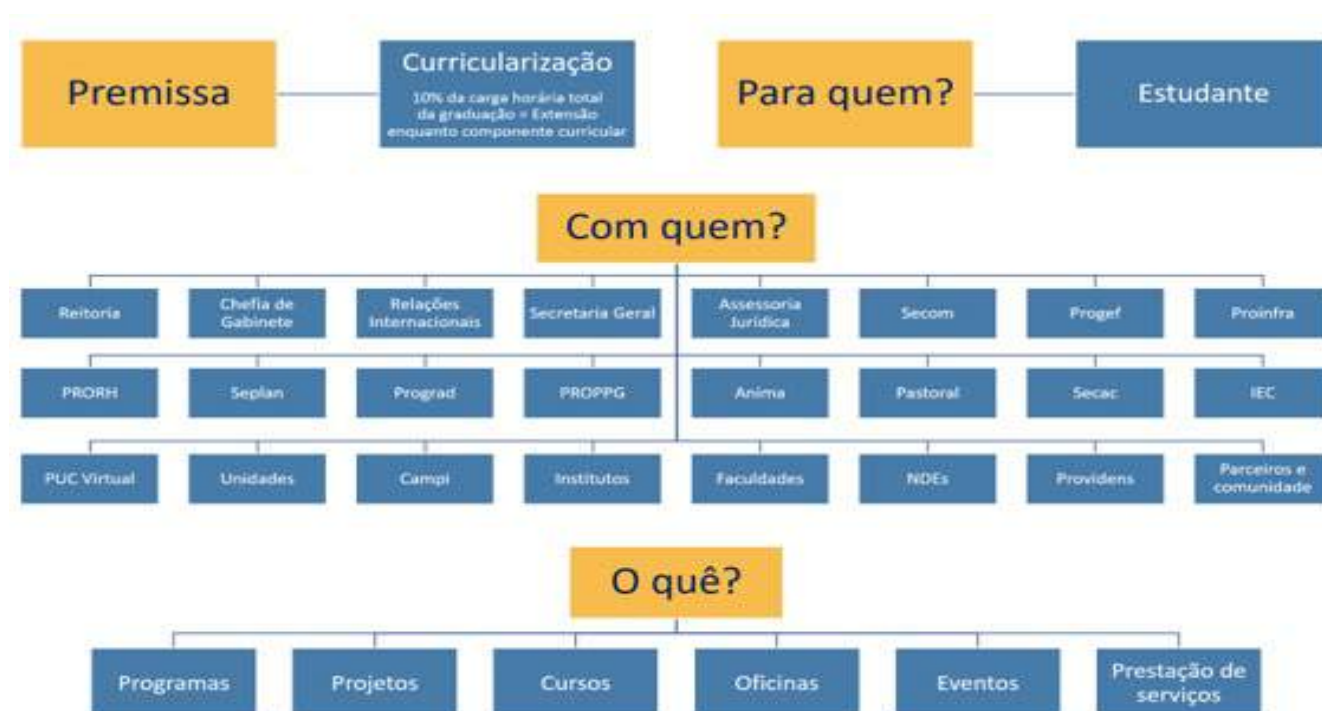 Premissa
Curricularização
10% da carga horária total
da graduação = Extensão
enquanto componente curricular
Para quem?
Estudante
Com quem?
Reitoria
Chefia de
Gabinete
Relações
Internacionais
Secretaria Geral
Assessoria
Jurídica
Secom
Progef
Proinfra
PRORH
Seplan
Prograd
PROPPG
Anima
Pastoral
Secac
IEC
PUC Virtual
Unidades
Campi
Institutos
Faculdades
NDEs
Providens
Parceiros e
comunidade
O quê?
Programas
Projetos
Cursos
Oficinas
Eventos
Prestação de
serviços